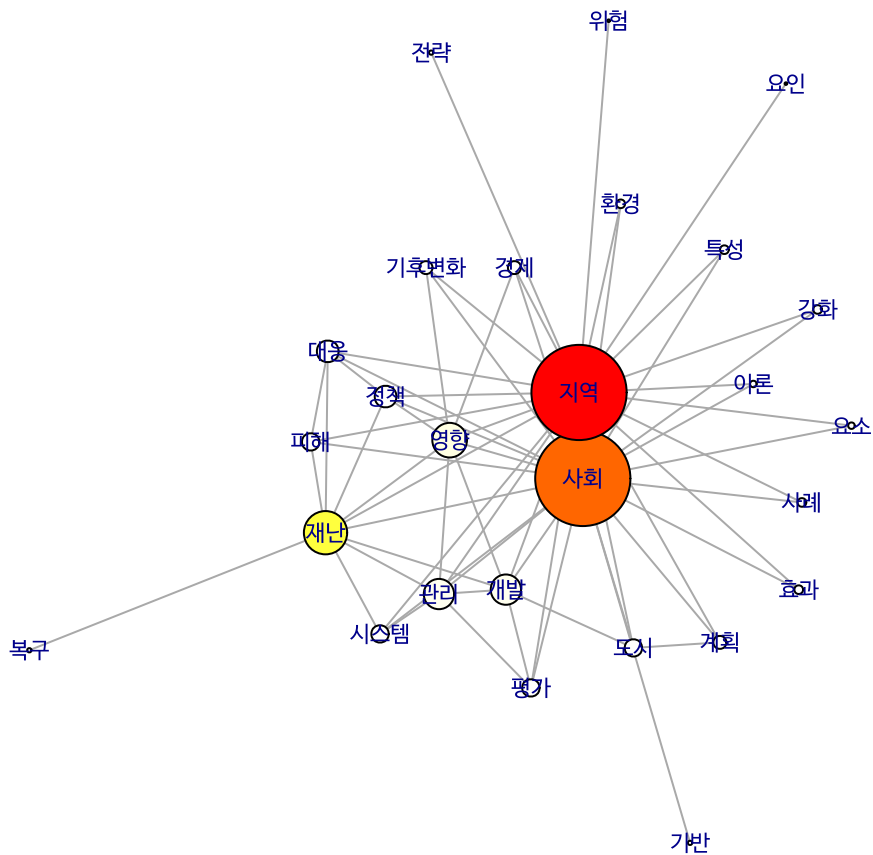 위험
전략
요인
환경
특성
기후변화
경제
강화
대응
이론
정책
지역
요소
피해
영향
사회
사례
재난
관리
개발
효과
시스템
도시
계획
복구
평가
기반